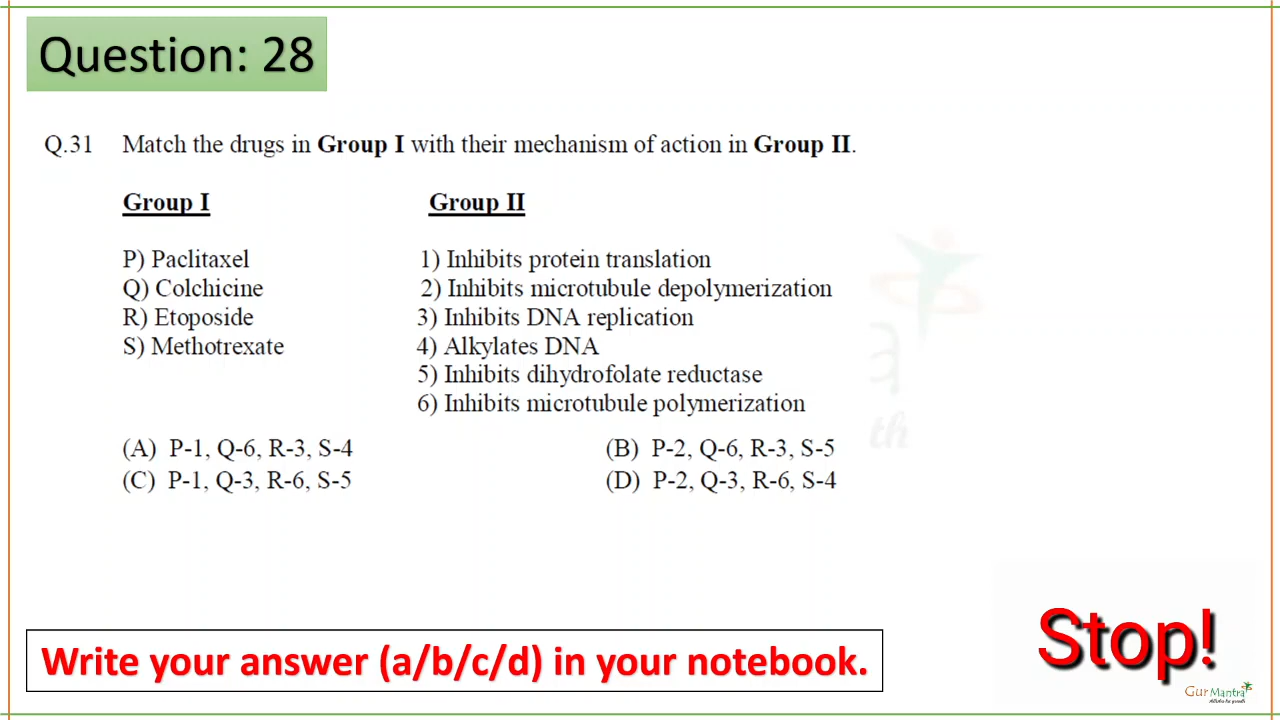 Question: 28
Q.31 Match the drugs in Group I with their mechanism of action in Group II.
Group I Group II
P) Paclitaxel 1) Inhibits protein translation
Q) Colchicine 2) Inhibits microtubule depolymerization
R) Etoposide 3) Inhibits DNA replication
S) Methotrexate 4) Alkylates DNA
5) Inhibits dihydrofolate reductase
6) Inhibits microtubule polymerization
(A) P-1, Q-6, R-3, S-4 (B) P-2, Q-6, R-3, S-5
(C) P-1, Q-3, R-6, S-5 (D) P-2, Q-3, R-6, S-4
th
Write your answer (a/b/c/d) in your notebook.
Stop!
Gur Mantra